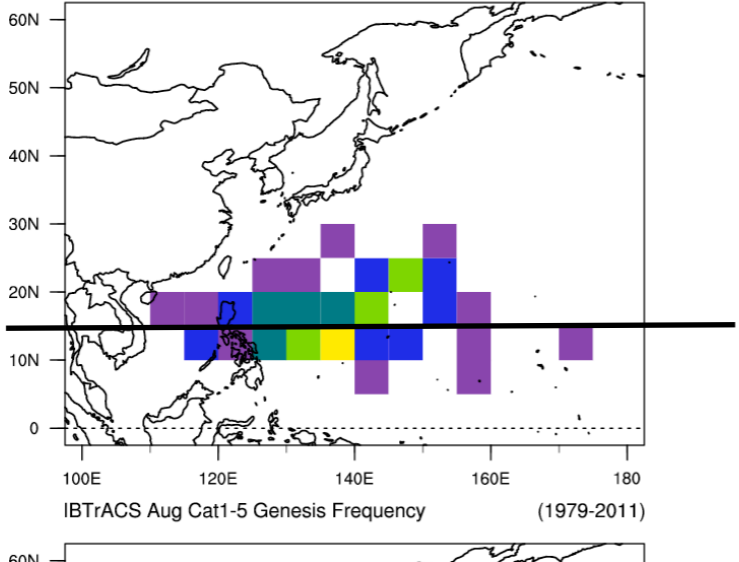 60N
50N
40N
30N
20N
10N
0
100E 120E 140E 160E 180
IBTrACS Aug Cat1-5 Genesis Frequency (1979-2011)
60N